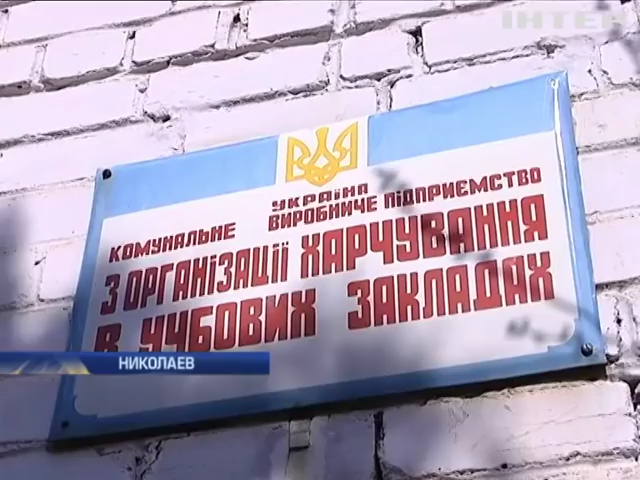 ІНТЕР
УКРАЇНА
КОМУНАЛЬНЕ ВИРОБНИЧЕ ПІДПРИЄМСТВО
З ОРГАНІЗАЦІЇ ХАРЧУВАННЯ
В УЧБОВИХ ЗАКЛАДАХ
НИКОЛАЕВ